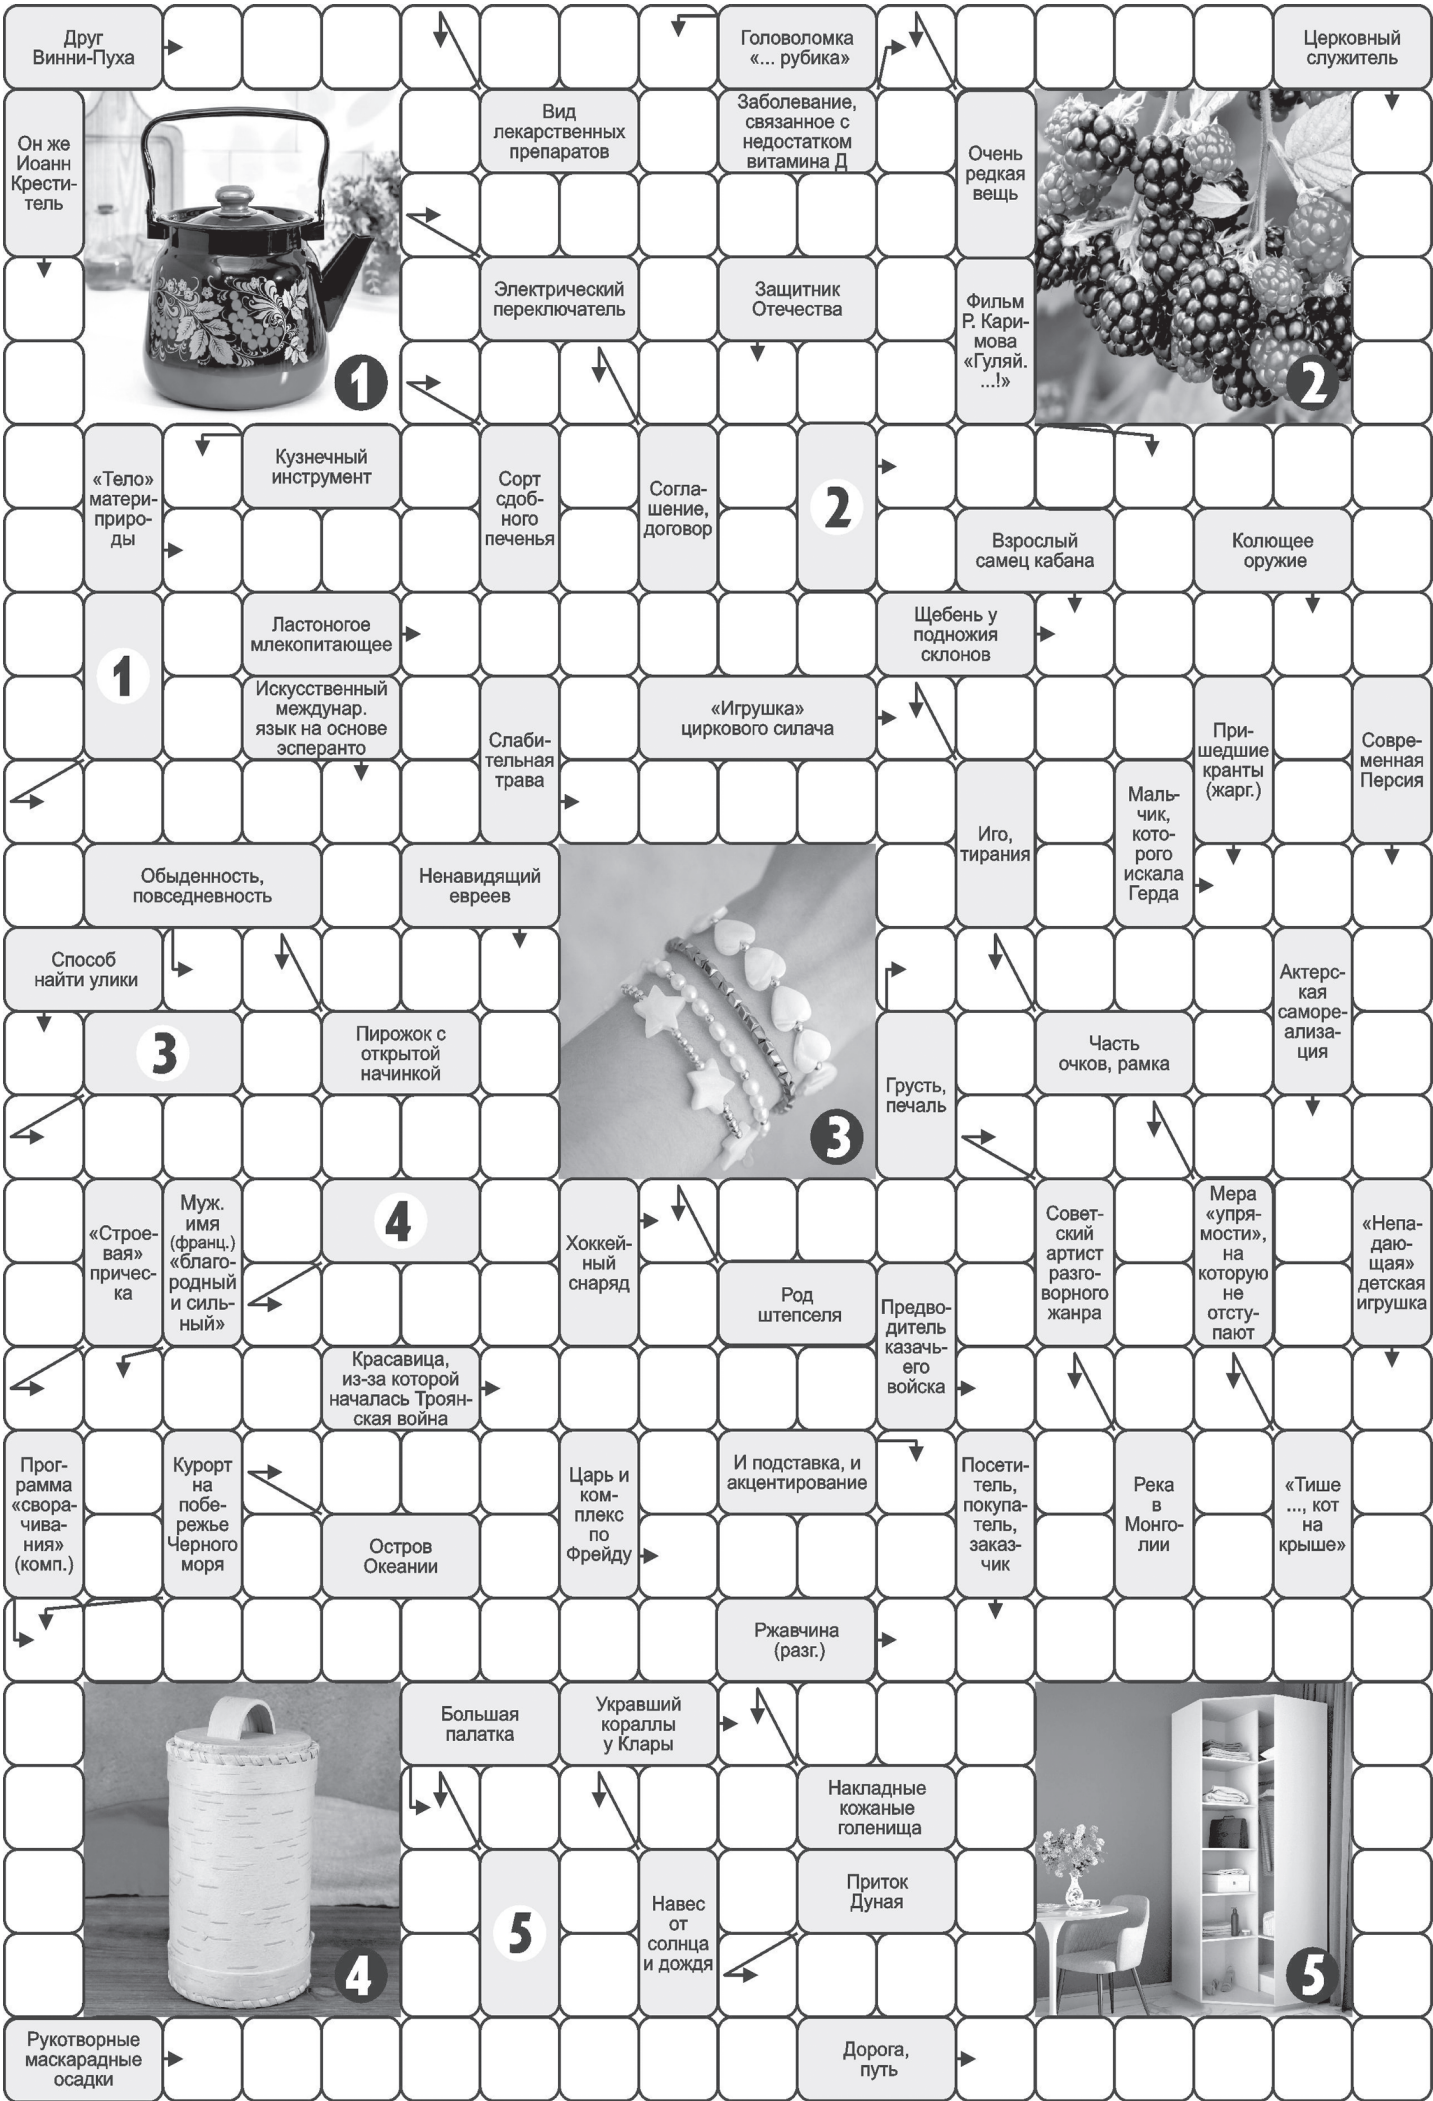 Друг
Винни-Пуха
Головоломка
«... рубика»
Церковный
служитель
Он же
Иоанн
Крести-
тель
Вид
лекарственных
препаратов
Заболевание,
связанное с
недостатком
витамина Д
Очень
редкая
вещь
Электрический
переключатель
Защитник
Отечества
Фильм
Р. Кари-
мова
«Гуляй.
...!»
1
2
«Тело»
матери-
приро-
ды
Кузнечный
инструмент
Сорт
сдоб-
ного
печенья
Согла-
шение,
договор
2
Взрослый
самец кабана
Колющее
оружие
1
Ластоногое
млекопитающее
Щебень у
подножия
склонов
Искусственный
междунар.
язык на основе
эсперанто
Слаби-
тельная
трава
«Игрушка»
циркового силача
При-
шедшие
кранты
(жарг.)
Совре-
менная
Персия
Иго,
тирания
Маль-
чик,
кото-
рого
искала
Герда
Обыденность,
повседневность
Ненавидящий
евреев
Способ
найти улики
Актерс-
кая
саморе-
ализа-
ция
3
Пирожок с
открытой
начинкой
3
Грусть,
печаль
Часть
очков, рамка
«Строе-
вая»
причес-
ка
Муж.
имя
(франц.)
«благо-
родный
и силь-
ный»
4
Хоккей-
ный
снаряд
Род
штепселя
Предво-
дитель
казачь-
его
войска
Совет-
ский
артист
разго-
ворного
жанра
Мера
«упря-
мости»,
на
которую
не
отсту-
пают
«Непа-
даю-
щая»
детская
игрушка
Красавица,
из-за которой
началась Троян-
ская война
Прог-
рамма
«свора-
чива-
ния»
(комп.)
Курорт
на
побе-
режье
Черного
моря
Остров
Океании
Царь и
ком-
плекс
по
Фрейду
И подставка, и
акцентирование
Посети-
тель,
покупа-
тель,
заказ-
чик
Река
в
Монго-
лии
«Тише
..., кот
на
крыше»
Ржавчина
(разг.)
Большая
палатка
Укравший
кораллы
у Клары
Накладные
кожаные
голенища
4
5
Навес
от
солнца
и дождя
Приток
Дуная
5
Рукотворные
маскарадные
осадки
Дорога,
путь